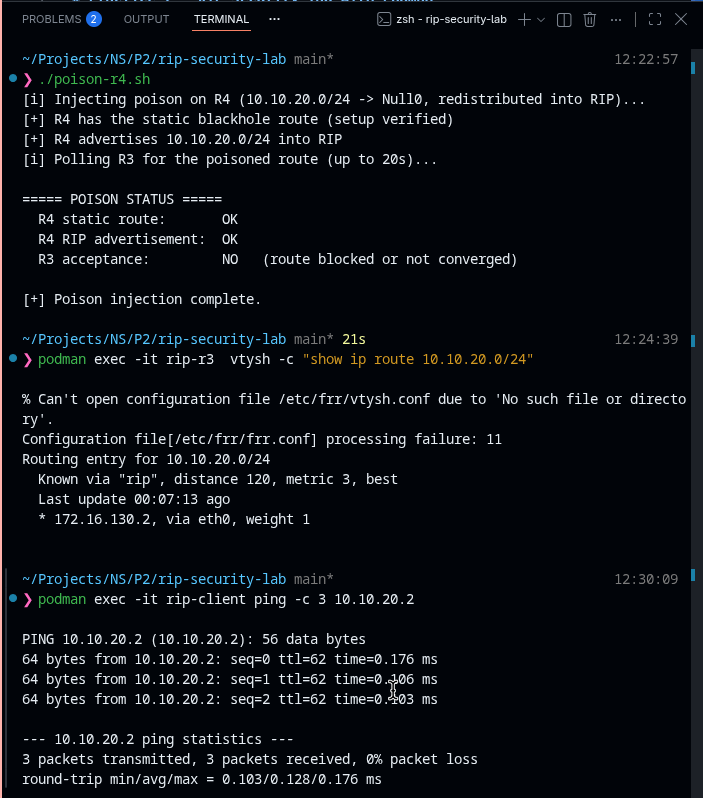 PROBLEMS 2 OUTPUT TERMINAL ··· zsh - rip-security-lab
~/Projects/NS/P2/rip-security-lab main* 12:22:57
❯ ./poison-r4.sh
[i] Injecting poison on R4 (10.10.20.0/24 -> Null0, redistributed into RIP)...
[+] R4 has the static blackhole route (setup verified)
[+] R4 advertises 10.10.20.0/24 into RIP
[i] Polling R3 for the poisoned route (up to 20s)...
===== POISON STATUS =====
R4 static route: OK
R4 RIP advertisement: OK
R3 acceptance: NO (route blocked or not converged)
[+] Poison injection complete.
~/Projects/NS/P2/rip-security-lab main* 21s 12:24:39
❯ podman exec -it rip-r3 vtysh -c "show ip route 10.10.20.0/24"
% Can't open configuration file /etc/frr/vtysh.conf due to 'No such file or directo
ry'.
Configuration file[/etc/frr/frr.conf] processing failure: 11
Routing entry for 10.10.20.0/24
Known via "rip", distance 120, metric 3, best
Last update 00:07:13 ago
* 172.16.130.2, via eth0, weight 1
~/Projects/NS/P2/rip-security-lab main* 12:30:09
❯ podman exec -it rip-client ping -c 3 10.10.20.2
PING 10.10.20.2 (10.10.20.2): 56 data bytes
64 bytes from 10.10.20.2: seq=0 ttl=62 time=0.176 ms
64 bytes from 10.10.20.2: seq=1 ttl=62 time=0.106 ms
64 bytes from 10.10.20.2: seq=2 ttl=62 time=0.103 ms
--- 10.10.20.2 ping statistics ---
3 packets transmitted, 3 packets received, 0% packet loss
round-trip min/avg/max = 0.103/0.128/0.176 ms